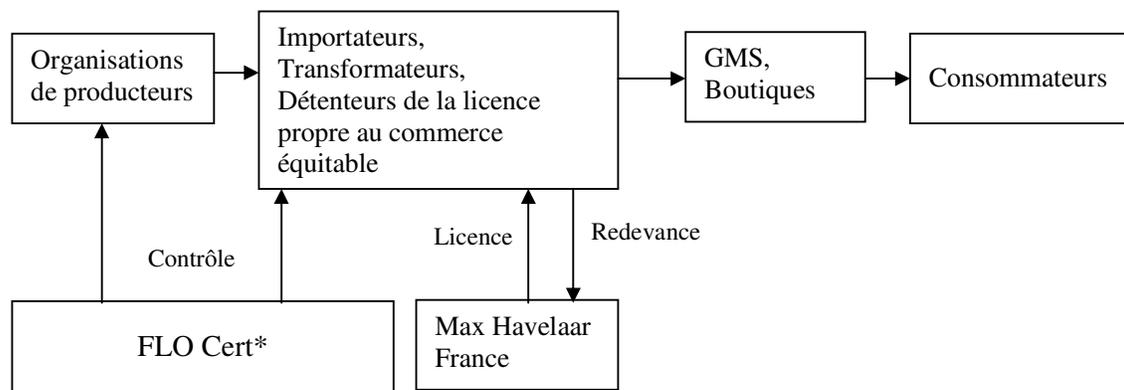 Organisations
de producteurs
Importateurs,
Transformateurs,
Détenteurs de la licence
propre au commerce
équitable
GMS,
Boutiques
Consommateurs
Contrôle
Licence
Redevance
FLO Cert*
Max Havelaar
France